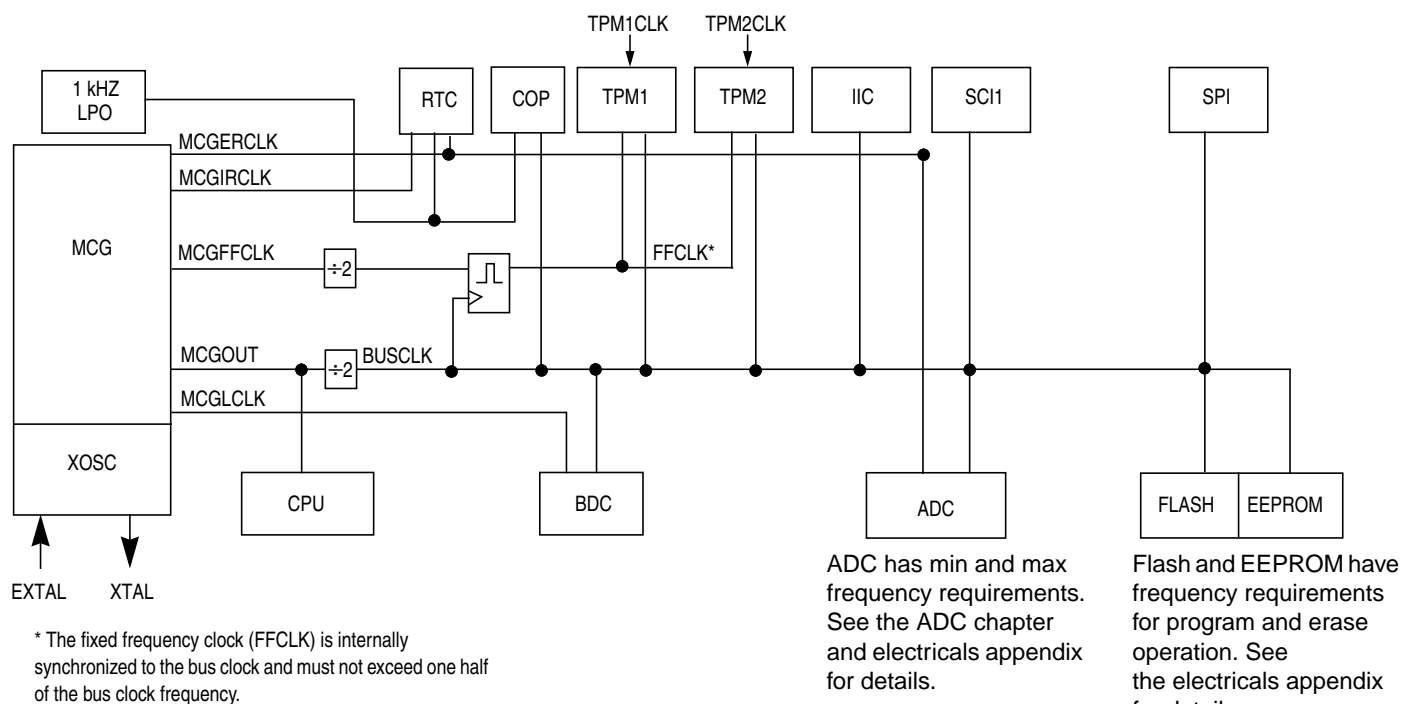 TPM1CLK TPM2CLK
1 kHZ
LPO
RTC
COP
TPM1
TPM2
IIC
SCI1
SPI
MCGERCLK
MCGIRCLK
MCG
MCGFFCLK
÷2
FFCLK*
MCGOUT
÷2
BUSCLK
MCGLCLK
XOSC
CPU
BDC
ADC
FLASH
EEPROM
EXTAL
XTAL
ADC has min and max
frequency requirements.
See the ADC chapter
and electricals appendix
for details.
Flash and EEPROM have
frequency requirements
for program and erase
operation. See
the electricals appendix
* The fixed frequency clock (FFCLK) is internally
synchronized to the bus clock and must not exceed one half
of the bus clock frequency.